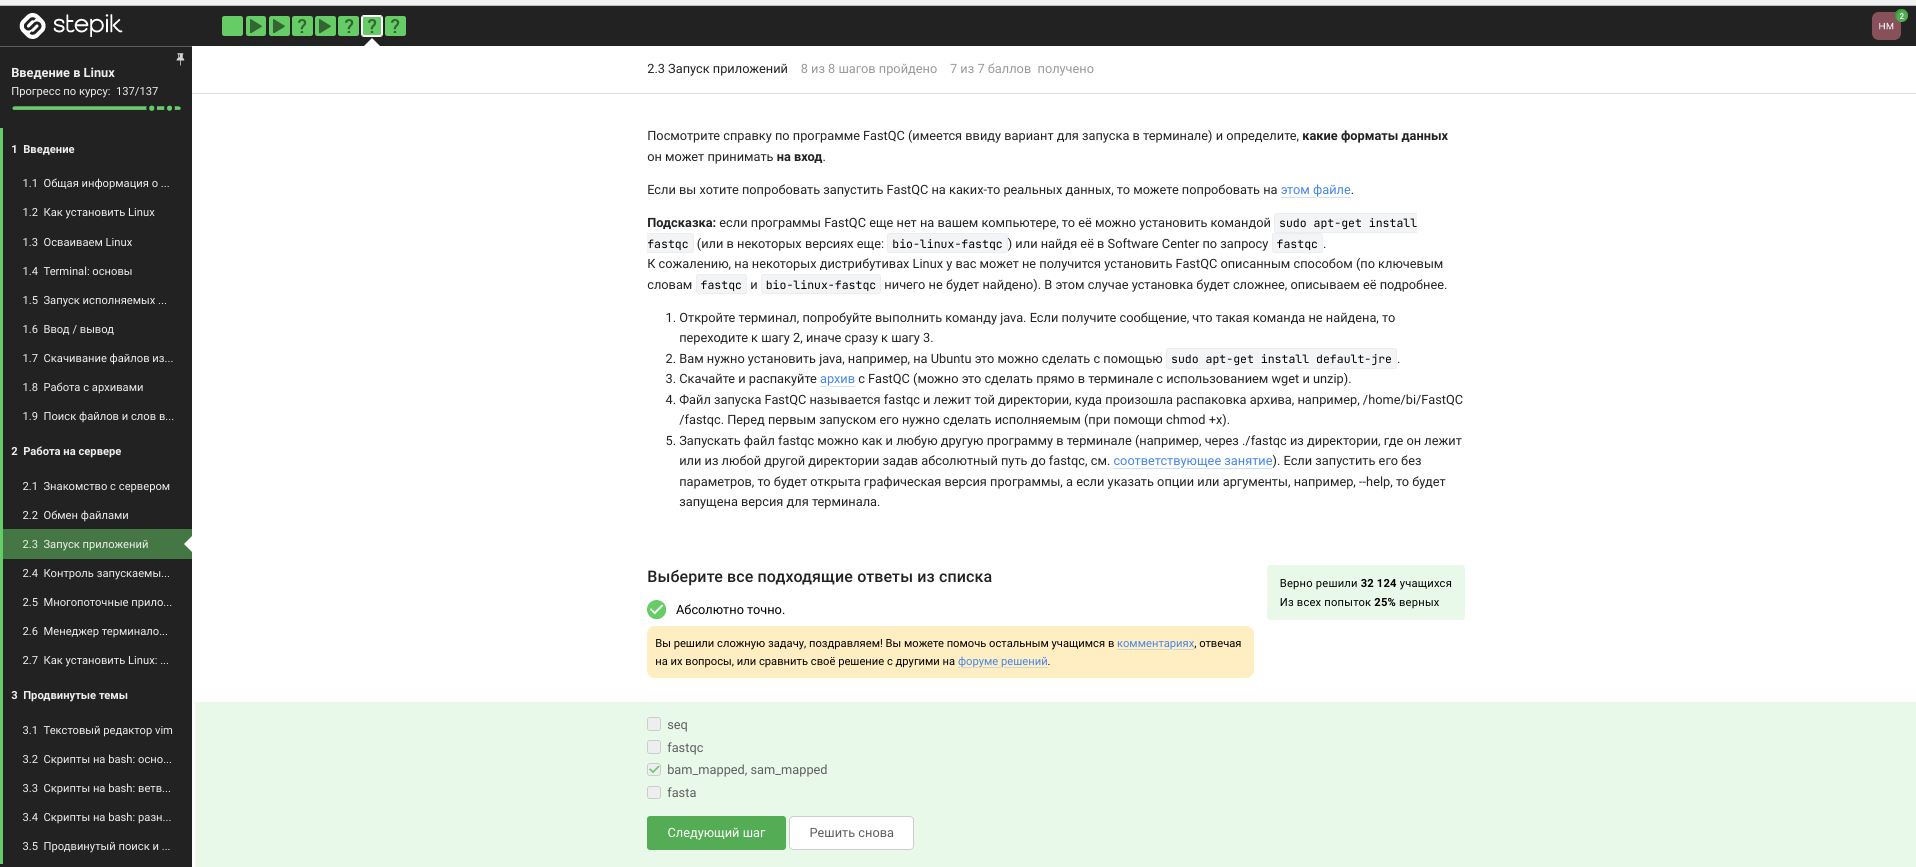 stepik
? ? ? ?
НМ
2
Введение в Linux
Прогресс по курсу: 137/137
1 Введение
1.1 Общая информация о ...
1.2 Как установить Linux
1.3 Осваиваем Linux
1.4 Terminal: основы
1.5 Запуск исполняемых ...
1.6 Ввод / вывод
1.7 Скачивание файлов из...
1.8 Работа с архивами
1.9 Поиск файлов и слов в...
2 Работа на сервере
2.1 Знакомство с сервером
2.2 Обмен файлами
2.3 Запуск приложений
2.4 Контроль запускаемы...
2.5 Многопоточные прило...
2.6 Менеджер терминало...
2.7 Как установить Linux: ...
3 Продвинутые темы
3.1 Текстовый редактор vim
3.2 Скрипты на bash: осно...
3.3 Скрипты на bash: ветв...
3.4 Скрипты на bash: разн...
3.5 Продвинутый поиск и ...
2.3 Запуск приложений 8 из 8 шагов пройдено 7 из 7 баллов получено
Посмотрите справку по программе FastQC (имеется ввиду вариант для запуска в терминале) и определите, какие форматы данных
он может принимать на вход.
Если вы хотите попробовать запустить FastQC на каких-то реальных данных, то можете попробовать на этом файле.
Подсказка: если программы FastQC еще нет на вашем компьютере, то её можно установить командой sudo apt-get install
fastqc (или в некоторых версиях еще: bio-linux-fastqc ) или найдя её в Software Center по запросу fastqc .
К сожалению, на некоторых дистрибутивах Linux у вас может не получится установить FastQC описанным способом (по ключевым
словам fastqc и bio-linux-fastqc ничего не будет найдено). В этом случае установка будет сложнее, описываем её подробнее.
1. Откройте терминал, попробуйте выполнить команду java. Если получите сообщение, что такая команда не найдена, то
переходите к шагу 2, иначе сразу к шагу 3.
2. Вам нужно установить java, например, на Ubuntu это можно сделать с помощью sudo apt-get install default-jre .
3. Скачайте и распакуйте архив с FastQC (можно это сделать прямо в терминале с использованием wget и unzip).
4. Файл запуска FastQC называется fastqc и лежит той директории, куда произошла распаковка архива, например, /home/bi/FastQC
/fastqc. Перед первым запуском его нужно сделать исполняемым (при помощи chmod +x).
5. Запускать файл fastqc можно как и любую другую программу в терминале (например, через ./fastqc из директории, где он лежит
или из любой другой директории задав абсолютный путь до fastqc, см. соответствующее занятие). Если запустить его без
параметров, то будет открыта графическая версия программы, а если указать опции или аргументы, например, --help, то будет
запущена версия для терминала.
Выберите все подходящие ответы из списка
Верно решили 32 124 учащихся
Из всех попыток 25% верных
Абсолютно точно.
Вы решили сложную задачу, поздравляем! Вы можете помочь остальным учащимся в комментариях, отвечая
на их вопросы, или сравнить своё решение с другими на форуме решений.
seq
fastqc
bam_mapped, sam_mapped
fasta
Следующий шаг
Решить снова